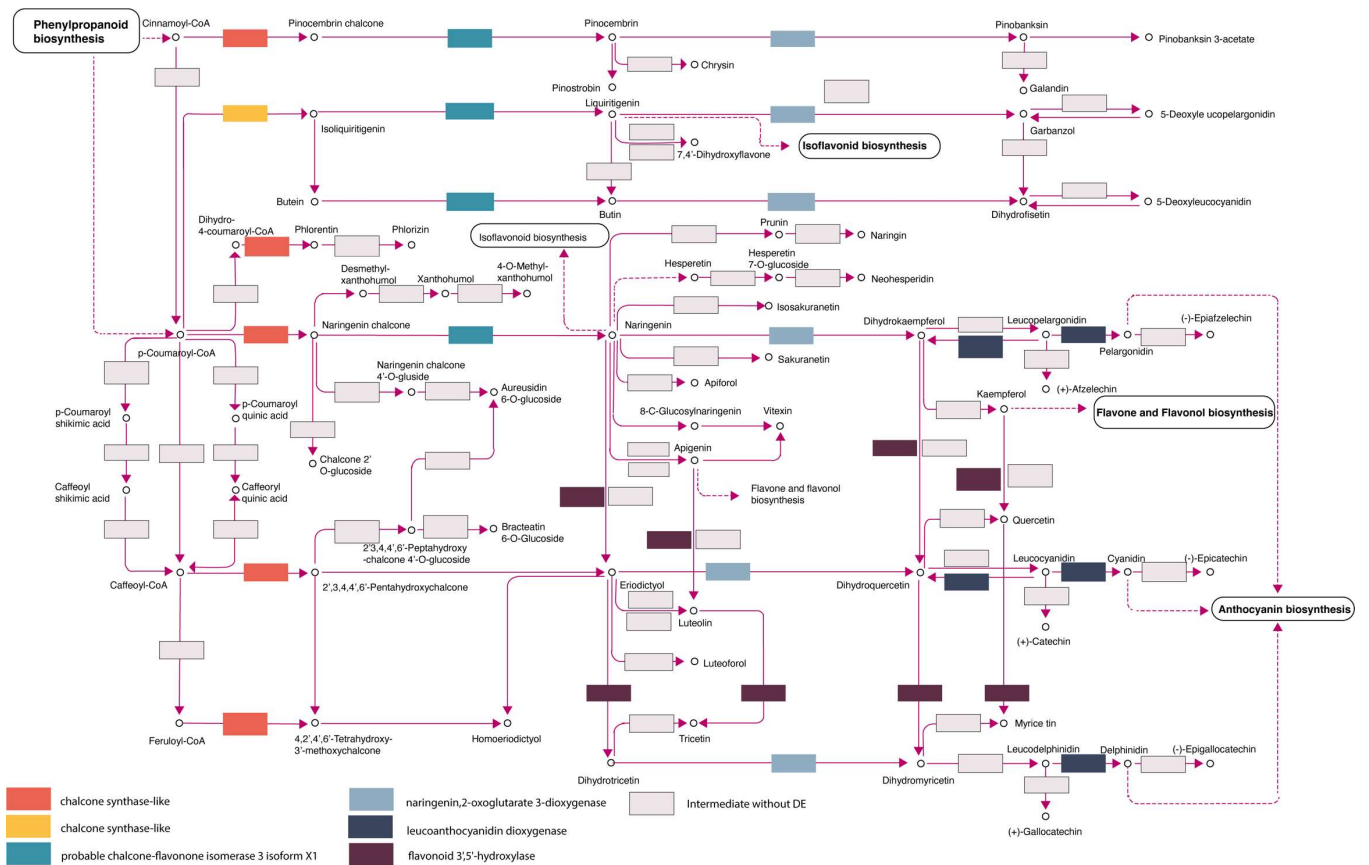 Phenylpropanoid
biosynthesis
Cinnamoyl-CoA
Pinocembrin chalcone
Pinocembrin
Pinobanksin
Pinobanksin 3-acetate
Chrysin
Pinostrobin
Galandin
Liquiritigenin
Isoliquiritigenin
Garbanzol
5-Deoxyle ucopelargonidin
7,4'-Dihydroxyflavone
Isoflavonid biosynthesis
Butein
Butin
Dihydrofisetin
5-Deoxyleucocyanidin
Dihydro-
4-coumaroyl-CoA
Phlorentin
Phlorizin
Isoflavonoid biosynthesis
Prunin
Naringin
Hesperetin
Hesperetin
7-O-glucoside
Neohesperidin
Desmethyl-
xanthohumol
Xanthohumol
4-O-Methyl-
xanthohumol
Isosakuranetin
p-Coumaroyl-CoA
Naringenin chalcone
Naringenin
Dihydrokaempferol
Leucopelargonidin
Pelargonidin
(-)-Epiafzelechin
Sakuranetin
Naringenin chalcone
4'-O-gluside
Aureusidin
6-O-glucoside
Apiforol
(+)-Afzelechin
Kaempferol
Flavone and Flavonol biosynthesis
p-Coumaroyl
shikimic acid
p-Coumaroyl
quinic acid
8-C-Glucosylnaringenin
Vitexin
Chalcone 2'
O-glucoside
Apigenin
Caffeoyl
shikimic acid
Caffeoryl
quinic acid
Flavone and flavonol
biosynthesis
Bracteatin
6-O-Glucoside
Quercetin
2'3,4,4',6'-Peptahydroxy
-chalcone 4'-O-glucoside
Caffeoyl-CoA
2',3,4,4',6'-Pentahydroxychalcone
Eriodictyol
Dihydroquercetin
Leucocyanidin
Cyanidin
(-)-Epicatechin
Luteolin
Anthocyanin biosynthesis
(+)-Catechin
Luteoforol
Feruloyl-CoA
4,2',4',6'-Tetrahydroxy-
3'-methoxychalcone
Homoeriodictyol
Tricetin
Myrice tin
Dihydrotricetin
Dihydromyricetin
Leucodelphinidin
Delphinidin
(-)-Epigallocatechin
(+)-Gallocatechin
chalcone synthase-like
naringenin,2-oxoglutarate 3-dioxygenase
Intermediate without DE
chalcone synthase-like
leucoanthocyanidin dioxygenase
probable chalcone-flavonone isomerase 3 isoform X1
flavonoid 3',5'-hydroxylase